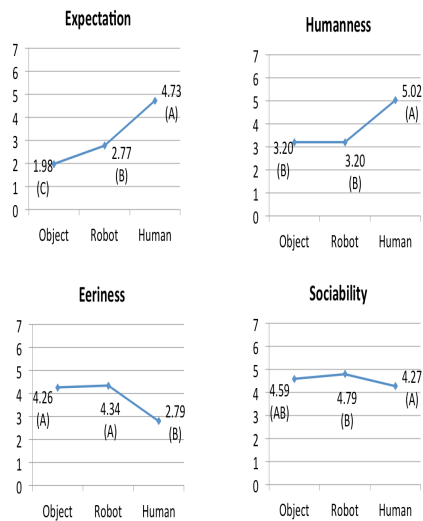 Expectation
7
6
5
4
3
2
1
0
1.98
(C)
2.77
(B)
4.73
(A)
Object Robot Human
Humanness
7
6
5
4
3
2
1
0
3.20
(B)
3.20
(B)
5.02
(A)
Object Robot Human
Eeriness
7
6
5
4
3
2
1
0
4.26
(A)
4.34
(A)
2.79
(B)
Object Robot Human
Sociability
7
6
5
4
3
2
1
0
4.59
(AB)
4.79
(B)
4.27
(A)
Object Robot Human